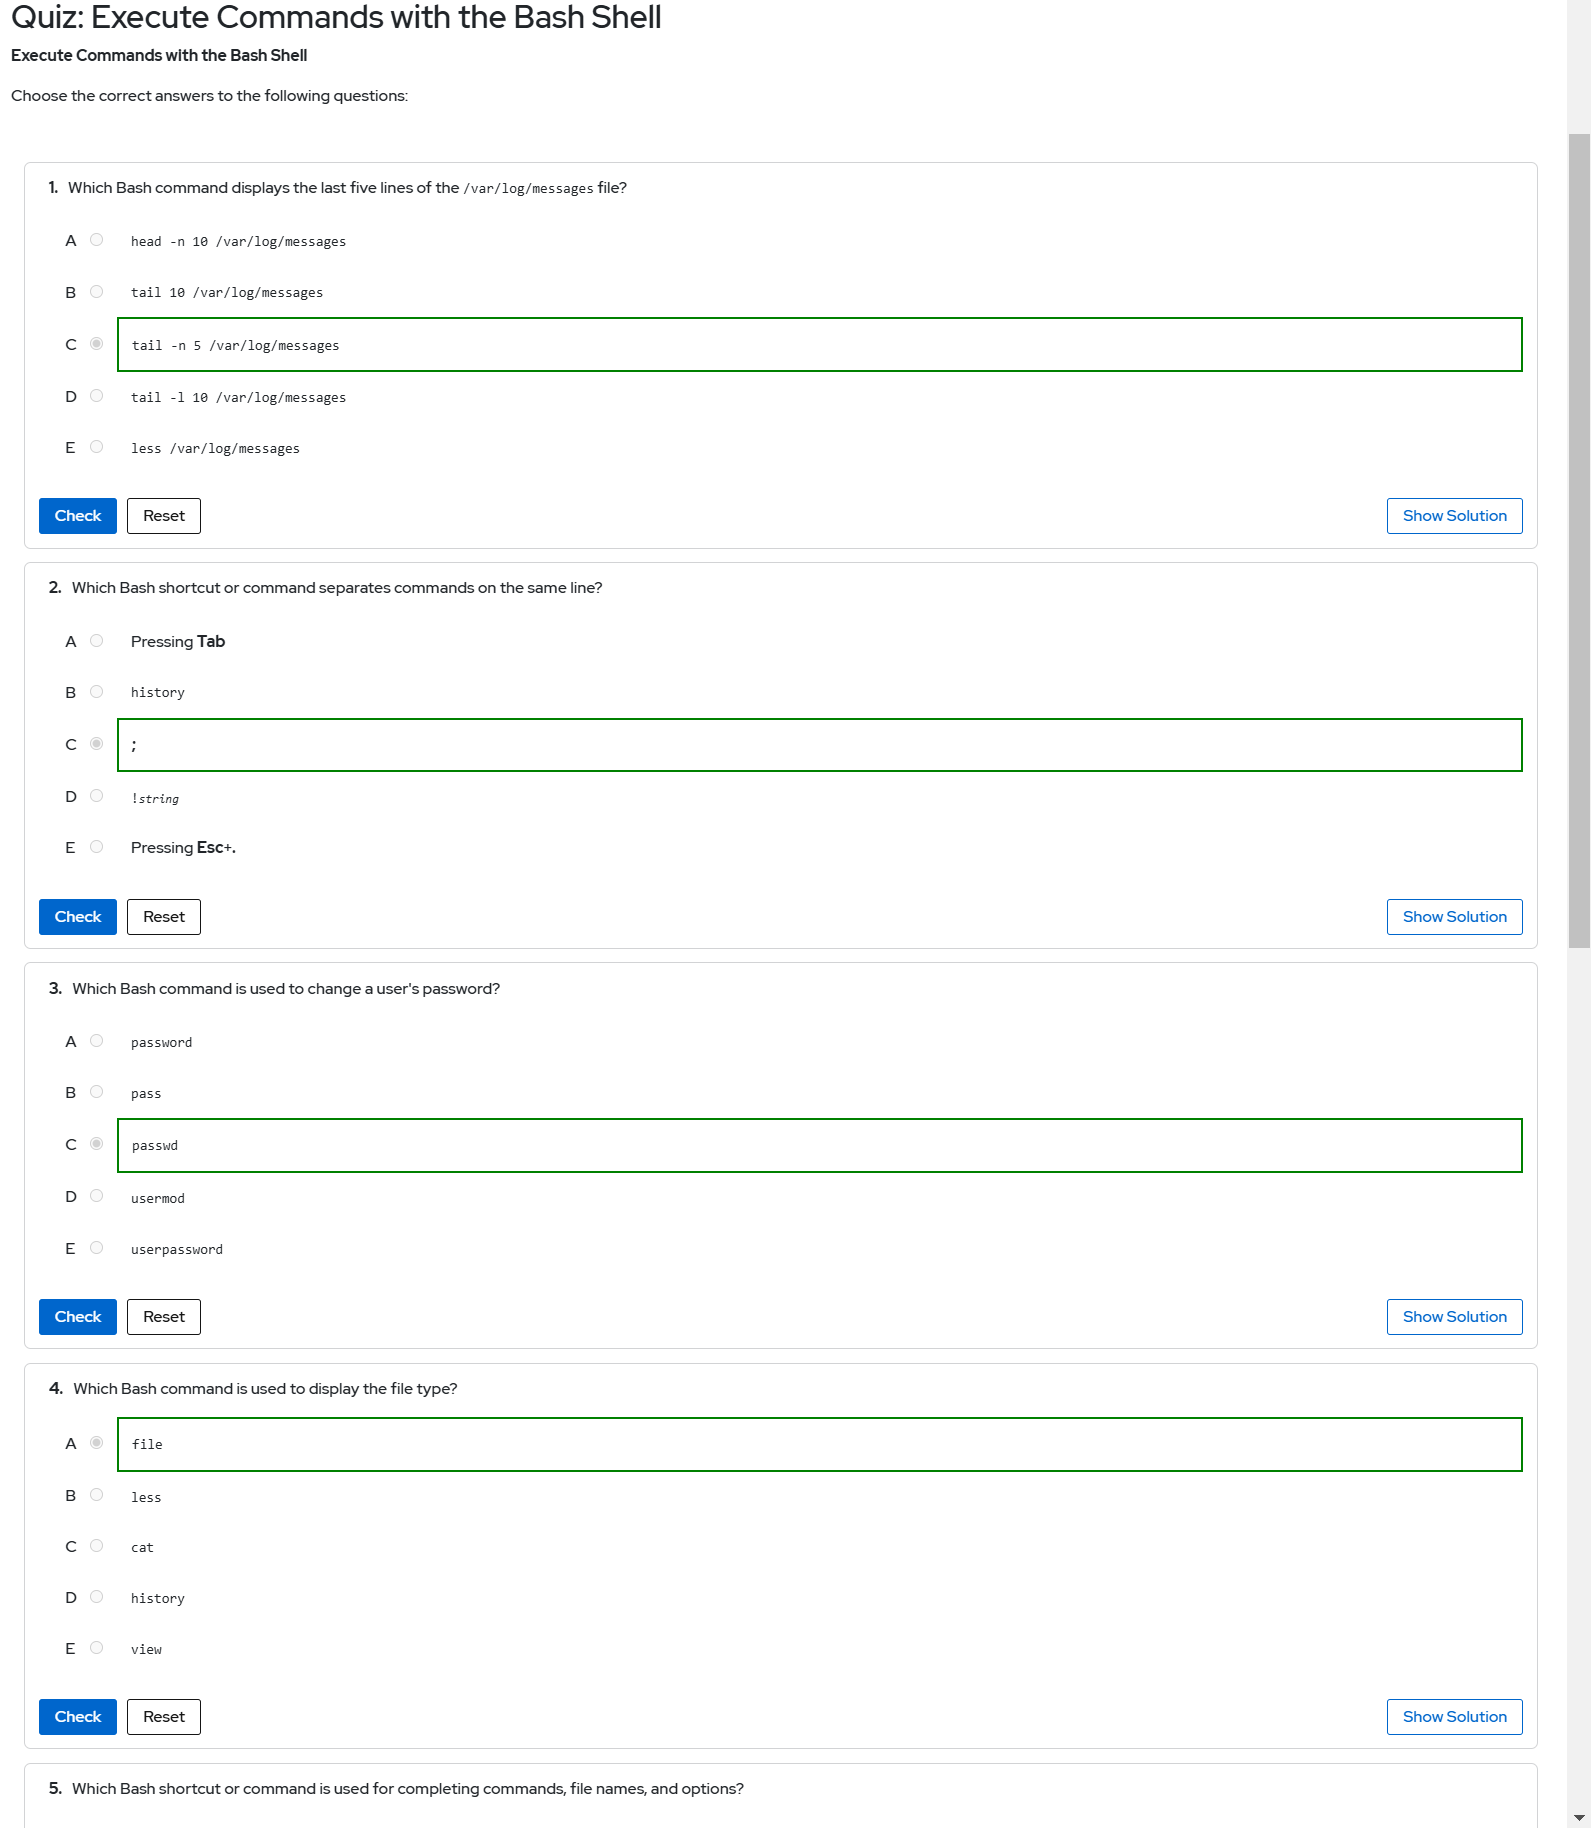 Quiz: Execute Commands with the Bash Shell
Execute Commands with the Bash Shell
Choose the correct answers to the following questions:
1. Which Bash command displays the last five lines of the /var/log/messages file?
A head -n 10 /var/log/messages
B tail 10 /var/log/messages
C tail -n 5 /var/log/messages
D tail -l 10 /var/log/messages
E less /var/log/messages
Check Reset Show Solution
2. Which Bash shortcut or command separates commands on the same line?
A Pressing Tab
B history
C ;
D !string
E Pressing Esc+.
Check Reset Show Solution
3. Which Bash command is used to change a user's password?
A password
B pass
C passwd
D usermod
E userpassword
Check Reset Show Solution
4. Which Bash command is used to display the file type?
A file
B less
C cat
D history
E view
Check Reset Show Solution
5. Which Bash shortcut or command is used for completing commands, file names, and options?